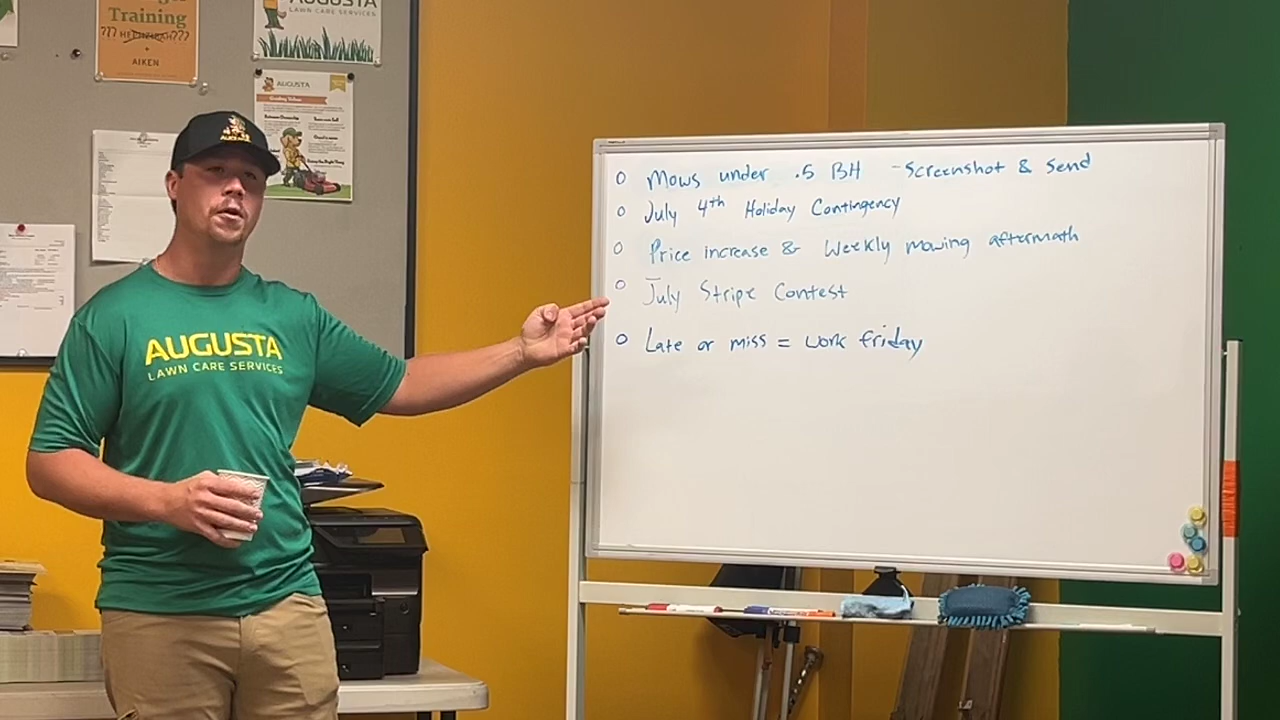 Training
??? HEPHZIBAH ???
AIKEN
AUGUSTA
LAWN CARE SERVICES
AUGUSTA
AUGUSTA
LAWN CARE SERVICES
Mows under .5 BH - Screenshot & Send
July 4th Holiday Contingency
Price increase & Weekly mowing aftermath
July Stripe Contest
Late or miss = work friday